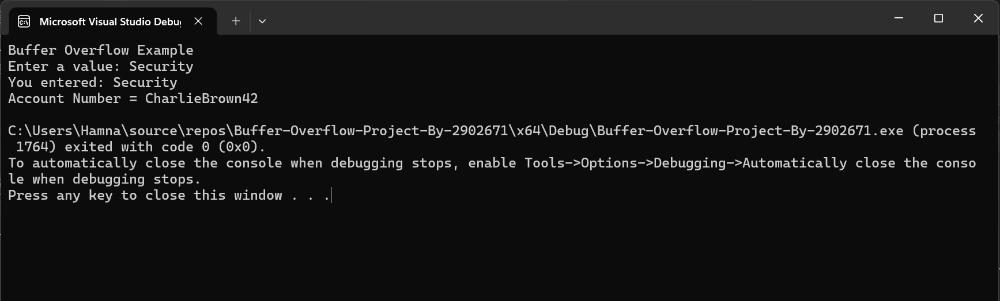 Microsoft Visual Studio Debug
Buffer Overflow Example
Enter a value: Security
You entered: Security
Account Number = CharlieBrown42
C:\Users\Hamna\source\repos\Buffer-Overflow-Project-By-2902671\x64\Debug\Buffer-Overflow-Project-By-2902671.exe (process
 1764) exited with code 0 (0x0).
To automatically close the console when debugging stops, enable Tools->Options->Debugging->Automatically close the conso
le when debugging stops.
Press any key to close this window . . .